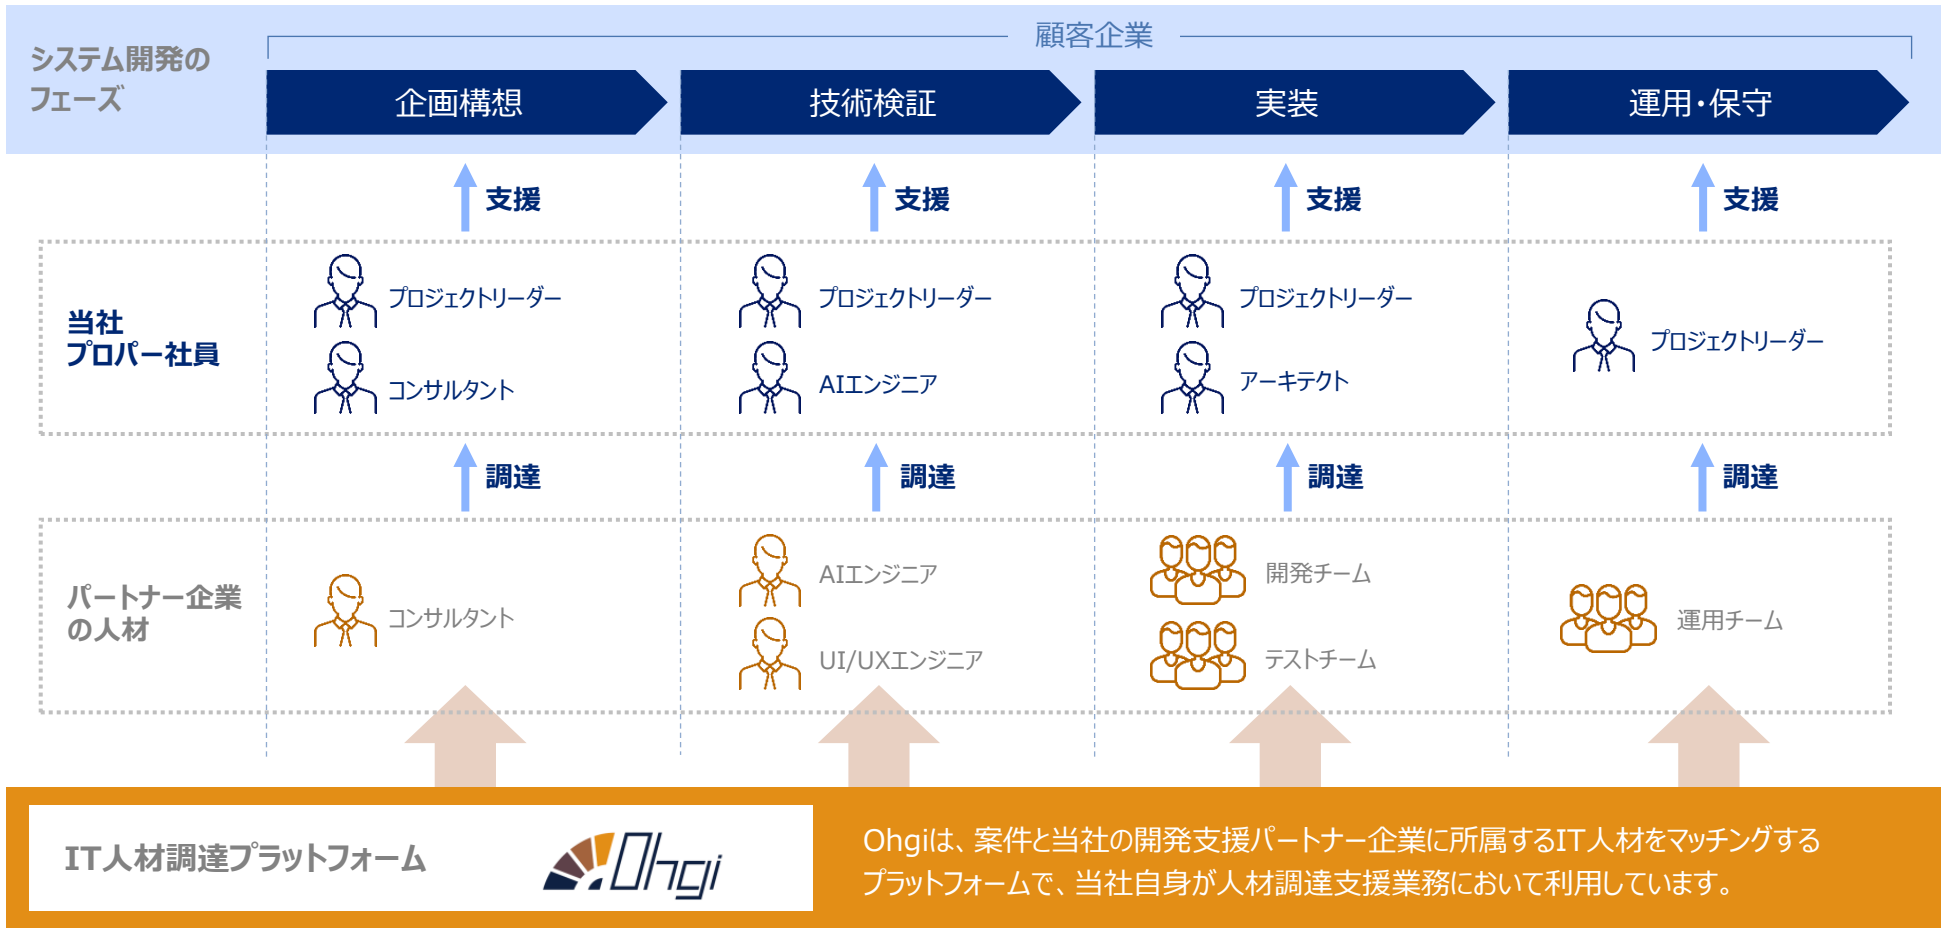 顧客企業
システム開発の
フェーズ
企画構想
技術検証
実装
運用・保守
支援
支援
支援
支援
当社
プロパー社員
プロジェクトリーダー
コンサルタント
プロジェクトリーダー
AIエンジニア
プロジェクトリーダー
アーキテクト
プロジェクトリーダー
調達
調達
調達
調達
パートナー企業
の人材
コンサルタント
AIエンジニア
UI/UXエンジニア
開発チーム
テストチーム
運用チーム
IT人材調達プラットフォーム
Ohgi
Ohgiは、案件と当社の開発支援パートナー企業に所属するIT人材をマッチングする
プラットフォームで、当社自身が人材調達支援業務において利用しています。